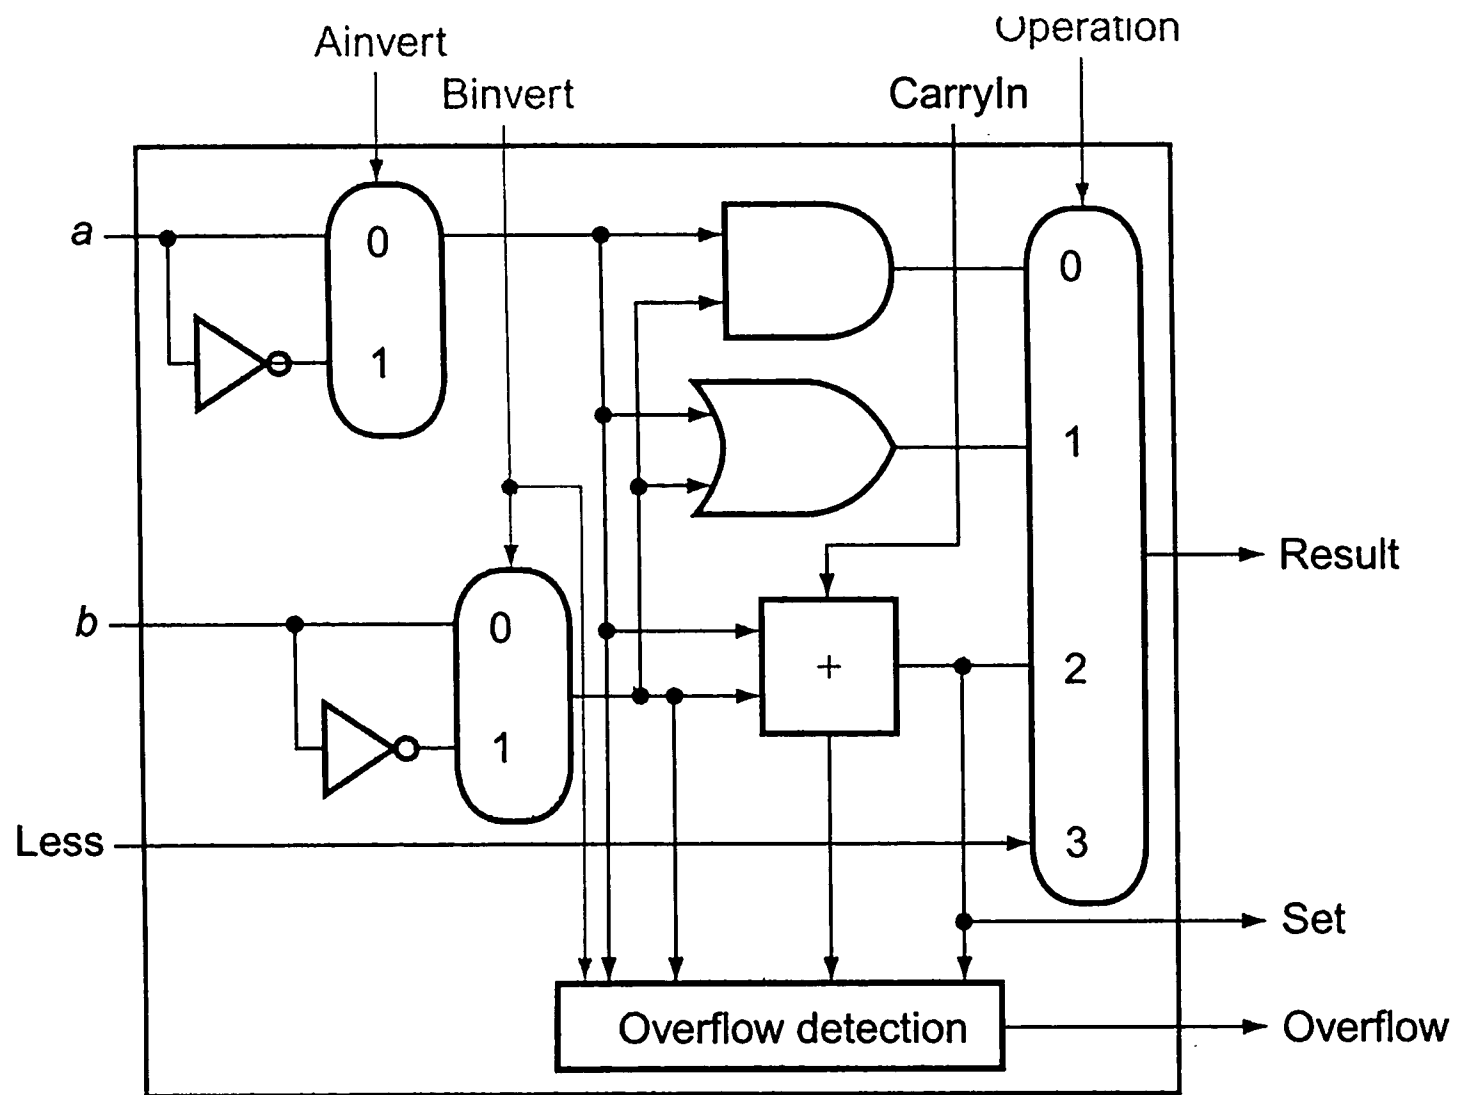 Operation
Ainvert
Binvert
CarryIn
a
0
0
1
1
b
0
+
2
1
Result
Less
3
Set
Overflow detection
Overflow